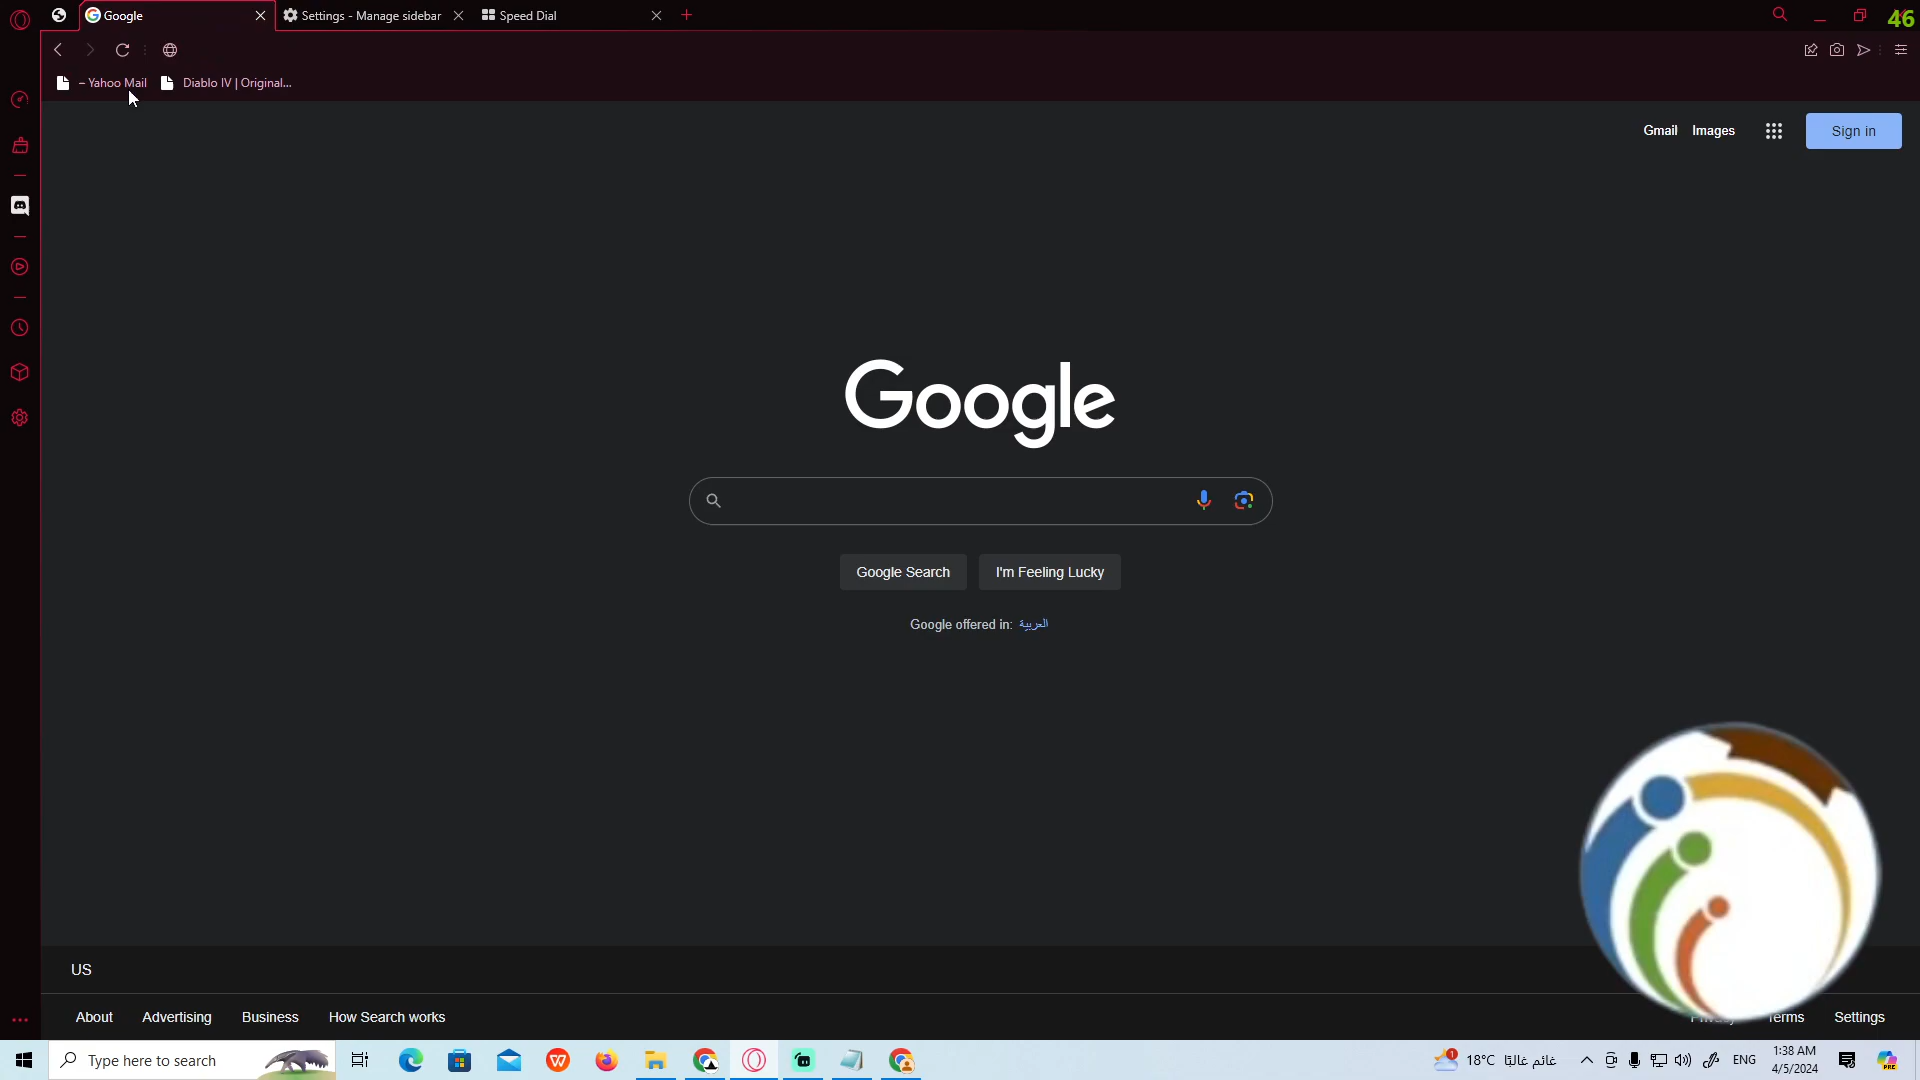 Google
Settings - Manage sidebar
Speed Dial
46
– Yahoo Mail
Diablo IV | Original...
Gmail
Images
Sign in
Google
Google Search
I'm Feeling Lucky
Google offered in: العربية
US
About
Advertising
Business
How Search works
Terms
Settings
Type here to search
1
18°C غائم غالبًا
ENG
1:38 AM
4/5/2024
PRE